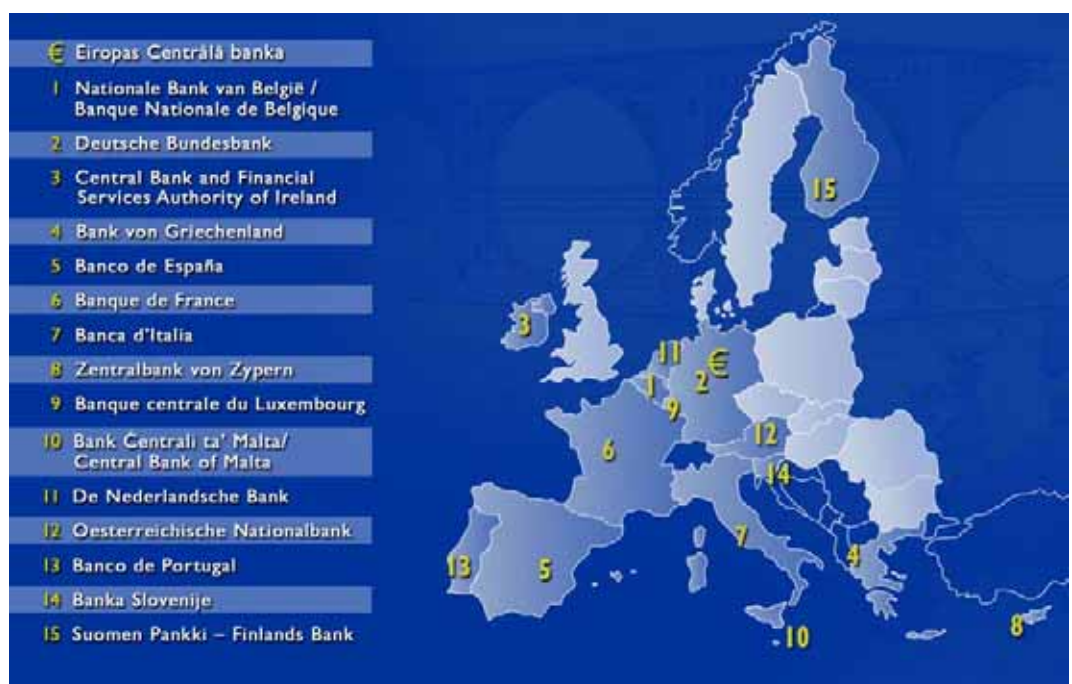 € Eiropas Centrālā banka
1 Nationale Bank van België /
Banque Nationale de Belgique
2 Deutsche Bundesbank
3 Central Bank and Financial
Services Authority of Ireland
4 Bank von Griechenland
5 Banco de España
6 Banque de France
7 Banca d'Italia
8 Zentralbank von Zypern
9 Banque centrale du Luxembourg
10 Bank Ċentrali ta' Malta/
Central Bank of Malta
11 De Nederlandsche Bank
12 Oesterreichische Nationalbank
13 Banco de Portugal
14 Banka Slovenije
15 Suomen Pankki – Finlands Bank
15
3
11
€
1
2
9
6
12
14
7
4
13
5
10
8